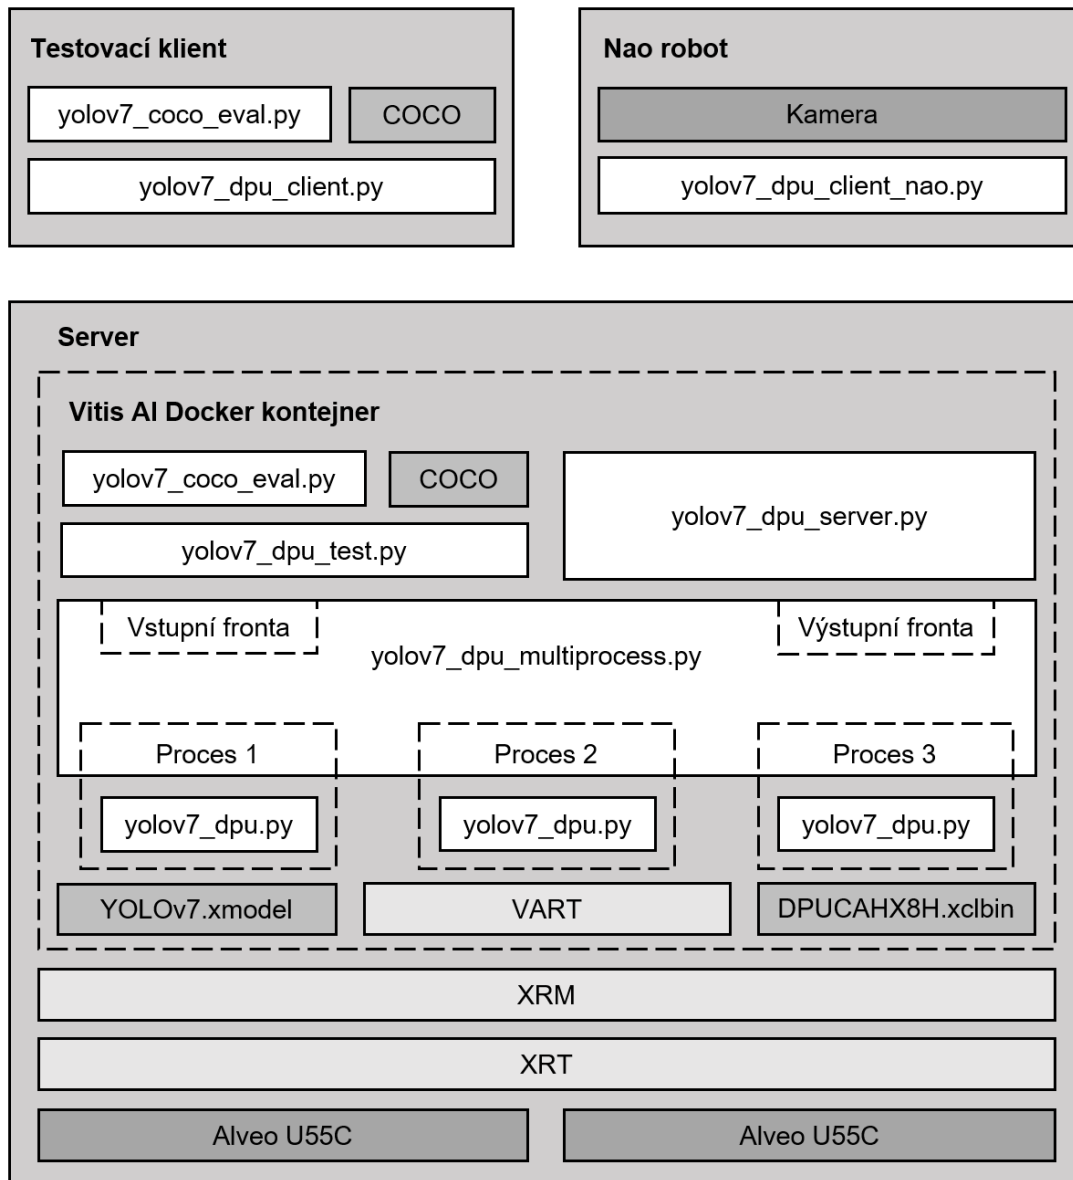 Testovací klient
yolov7_coco_eval.py
COCO
yolov7_dpu_client.py
Nao robot
Kamera
yolov7_dpu_client_nao.py
Server
Vitis AI Docker kontejner
yolov7_coco_eval.py
COCO
yolov7_dpu_test.py
yolov7_dpu_server.py
Vstupní fronta
Výstupní fronta
yolov7_dpu_multiprocess.py
Proces 1
Proces 2
Proces 3
yolov7_dpu.py
yolov7_dpu.py
yolov7_dpu.py
YOLOv7.xmodel
VART
DPUCAHX8H.xclbin
XRM
XRT
Alveo U55C
Alveo U55C